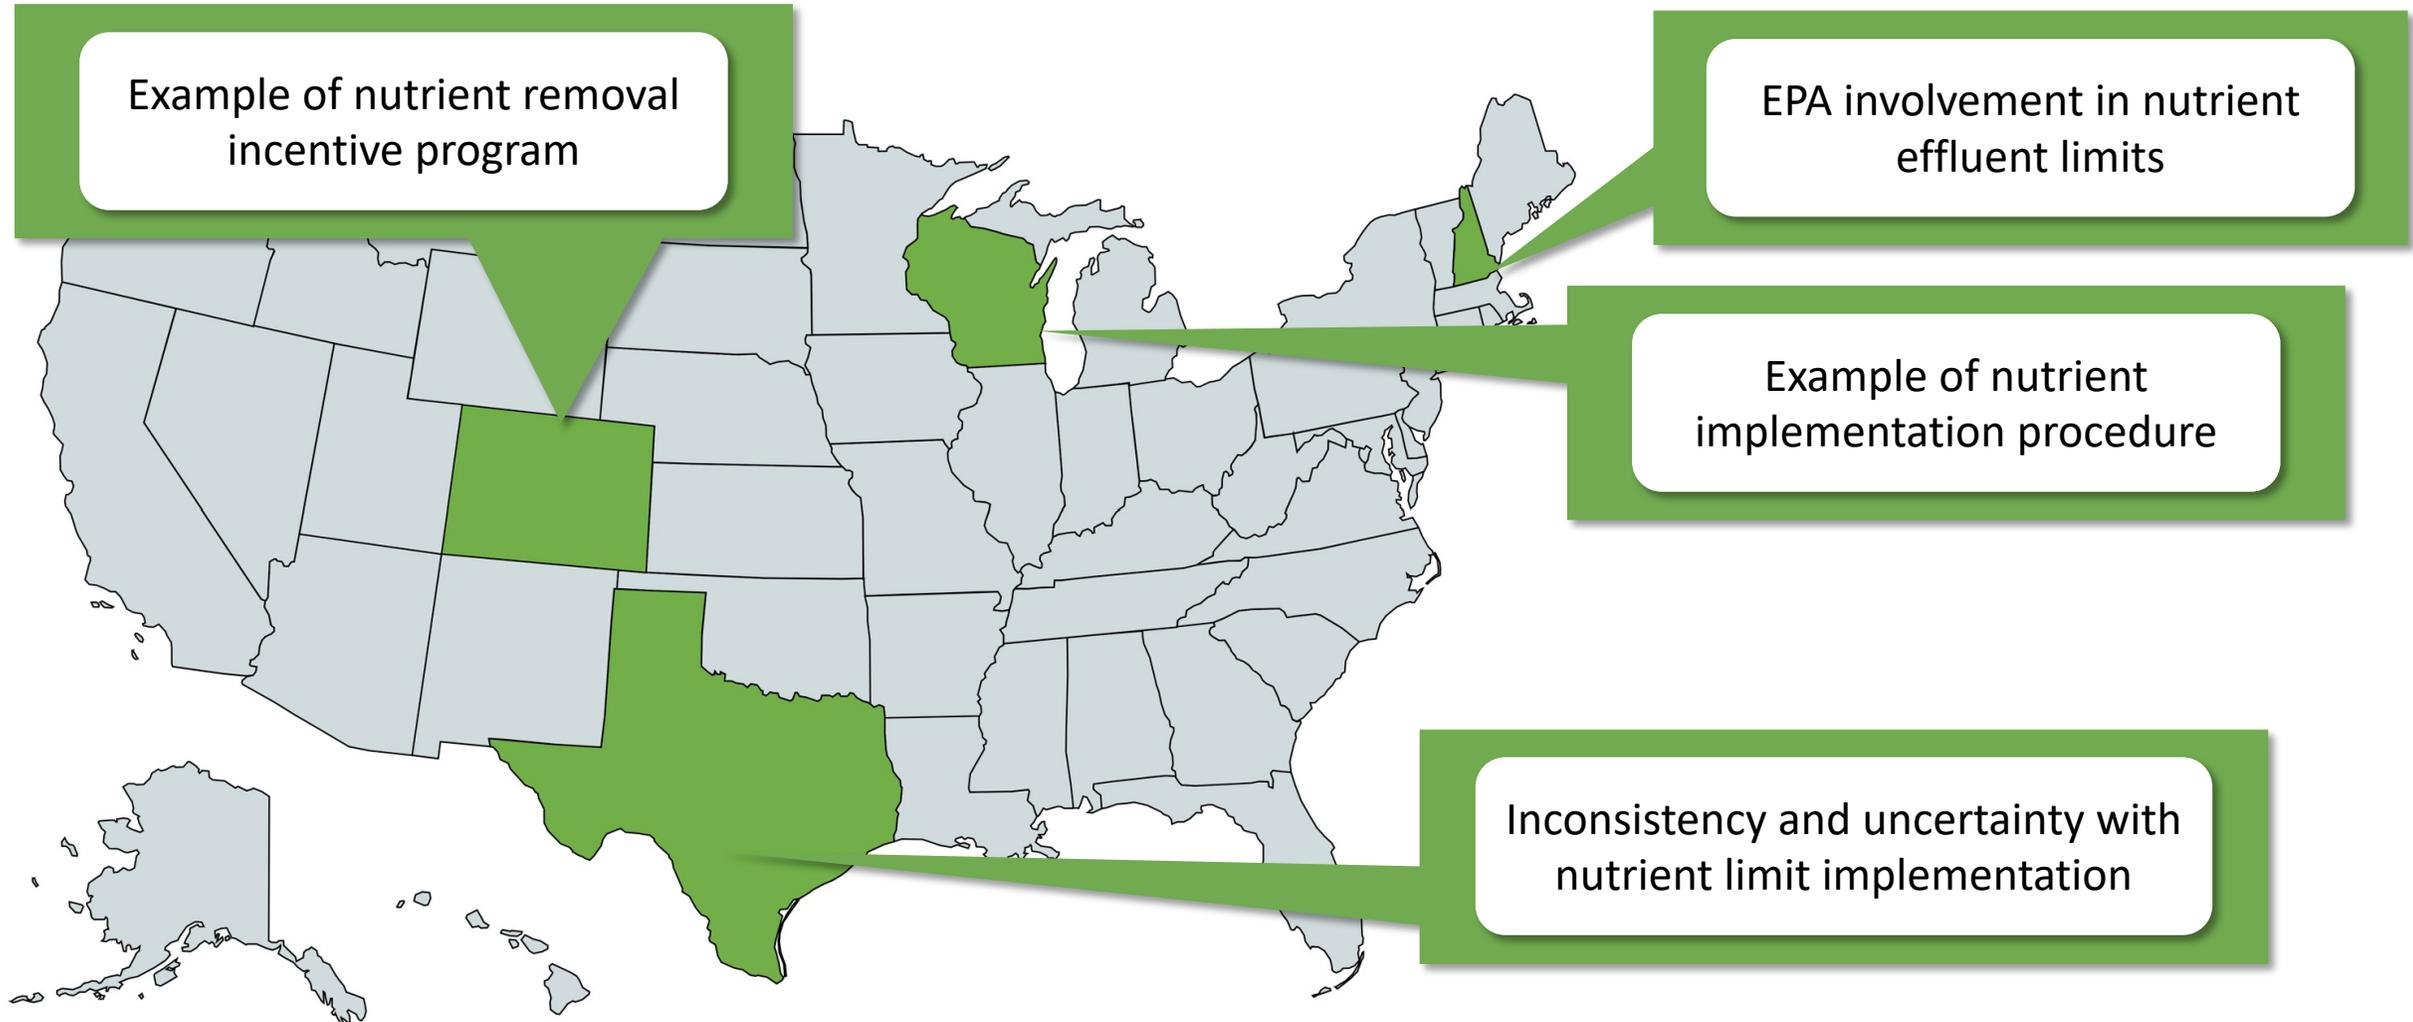 Example of nutrient removal
incentive program
EPA involvement in nutrient
effluent limits
Example of nutrient
implementation procedure
Inconsistency and uncertainty with
nutrient limit implementation